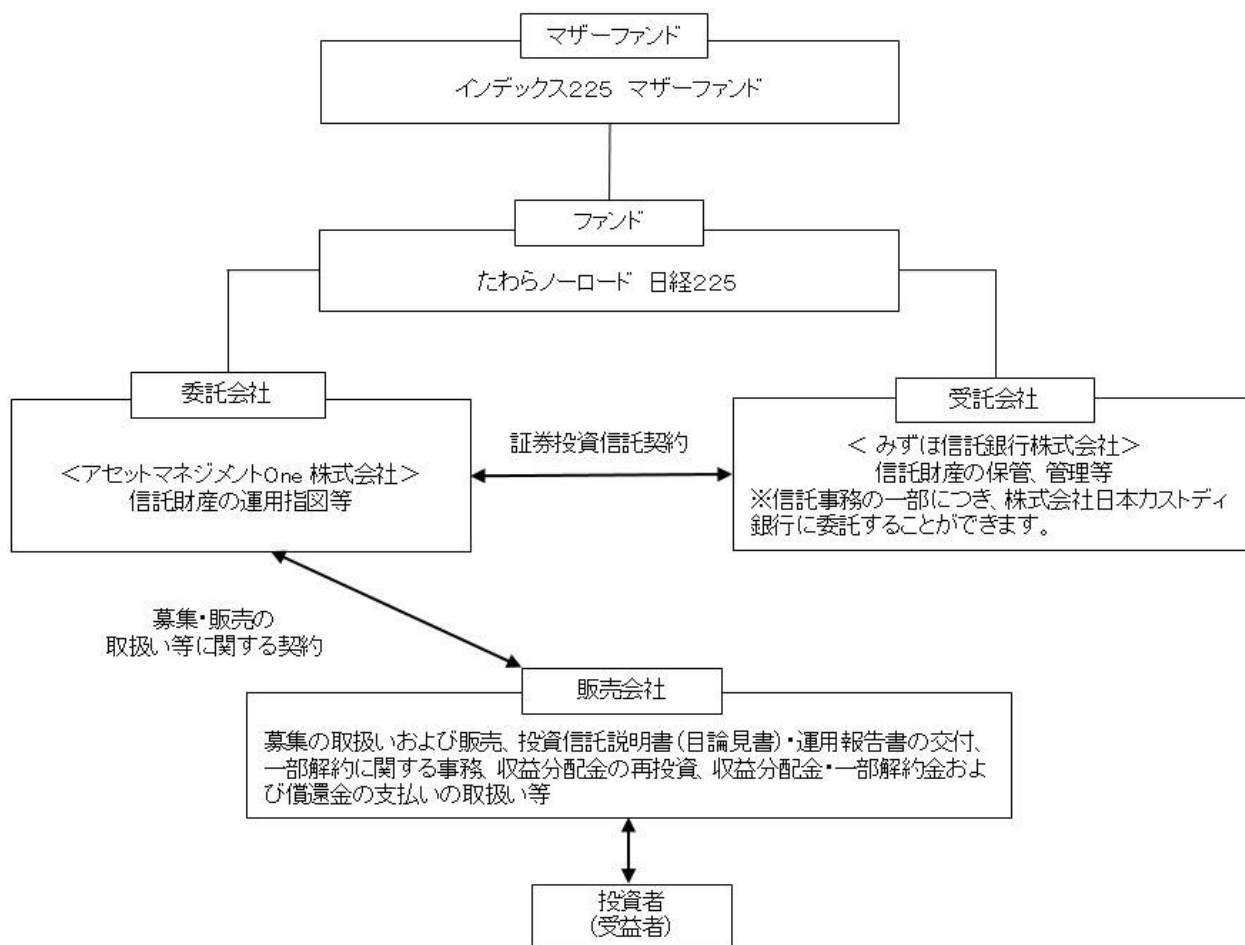 マザーファンド
インデックス225 マザーファンド
ファンド
たわらノーロード 日経225
委託会社
<アセットマネジメントOne 株式会社>
信託財産の運用指図等
証券投資信託契約
受託会社
< みずほ信託銀行株式会社>
信託財産の保管、管理等
※信託事務の一部につき、株式会社日本カストディ
銀行に委託することができます。
募集・販売の
取扱い等に関する契約
販売会社
募集の取扱いおよび販売、投資信託説明書(目論見書)・運用報告書の交付、
一部解約に関する事務、収益分配金の再投資、収益分配金・一部解約金およ
び償還金の支払いの取扱い等
投資者
(受益者)